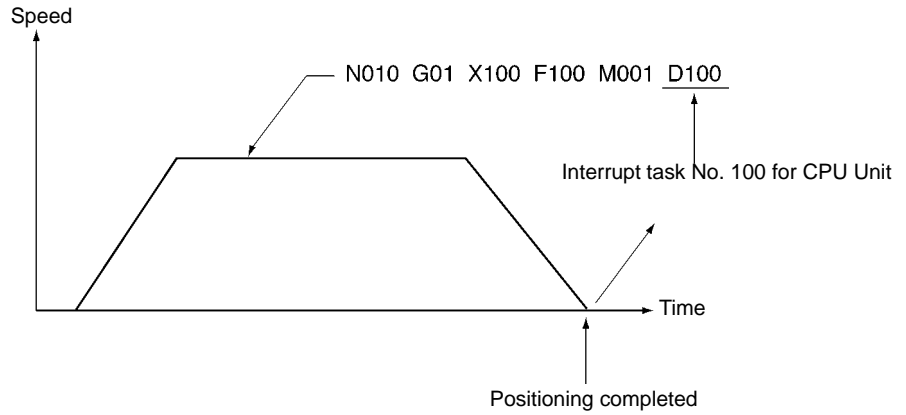 Speed
N010 G01 X100 F100 M001 D100
Interrupt task No. 100 for CPU Unit
Time
Positioning completed